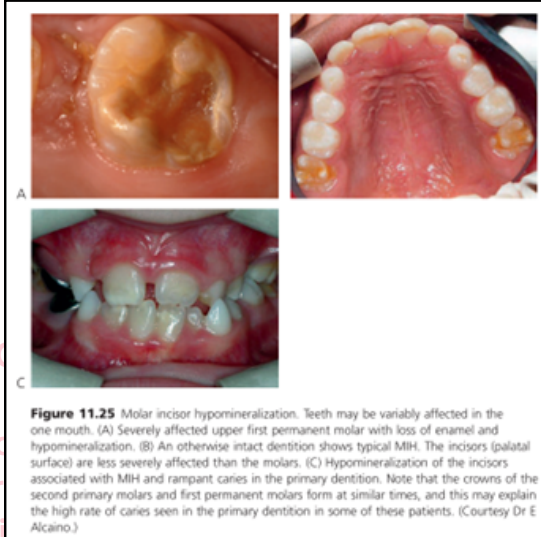 A
C
Figure 11.25 Molar incisor hypomineralization. Teeth may be variably affected in the
one mouth. (A) Severely affected upper first permanent molar with loss of enamel and
hypomineralization. (B) An otherwise intact dentition shows typical MIH. The incisors (palatal
surface) are less severely affected than the molars. (C) Hypomineralization of the incisors
associated with MIH and rampant caries in the primary dentition. Note that the crowns of the
second primary molars and first permanent molars form at similar times, and this may explain
the high rate of caries seen in the primary dentition in some of these patients. (Courtesy Dr E
Alcaino.)